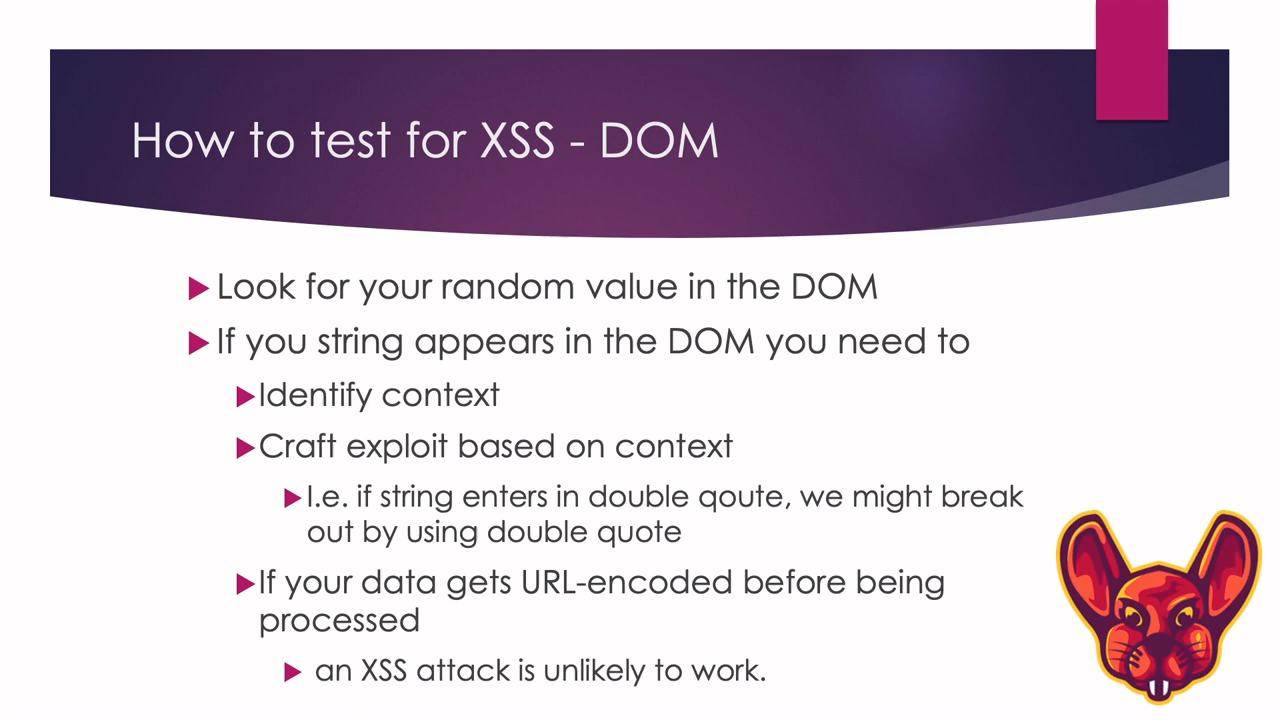 How to test for XSS - DOM
Look for your random value in the DOM
If you string appears in the DOM you need to
Identify context
Craft exploit based on context
I.e. if string enters in double qoute, we might break
out by using double quote
If your data gets URL-encoded before being
processed
an XSS attack is unlikely to work.